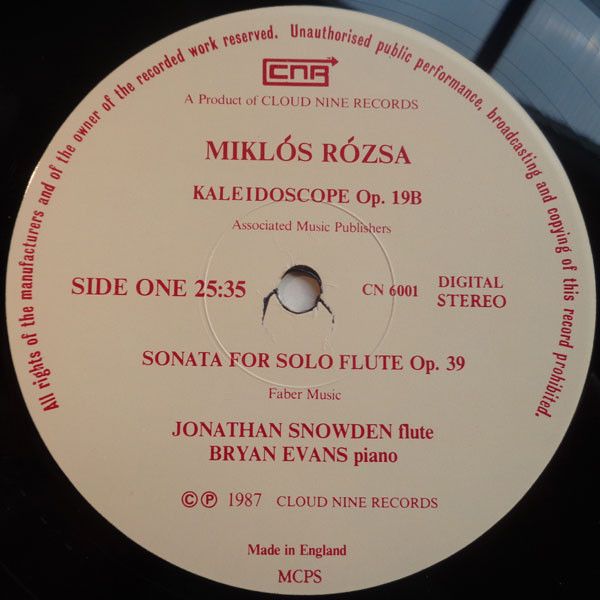 All rights of the manufacturers and of the owner of the recorded work reserved. Unauthorised public performance, broadcasting and copying of this record prohibited.
CNR
A Product of CLOUD NINE RECORDS
MIKLÓS RÓZSA
KALEIDOSCOPE Op. 19B
Associated Music Publishers
SIDE ONE 25:35
CN 6001
DIGITAL
STEREO
SONATA FOR SOLO FLUTE Op. 39
Faber Music
JONATHAN SNOWDEN flute
BRYAN EVANS piano
© ℗ 1987 CLOUD NINE RECORDS
Made in England
MCPS